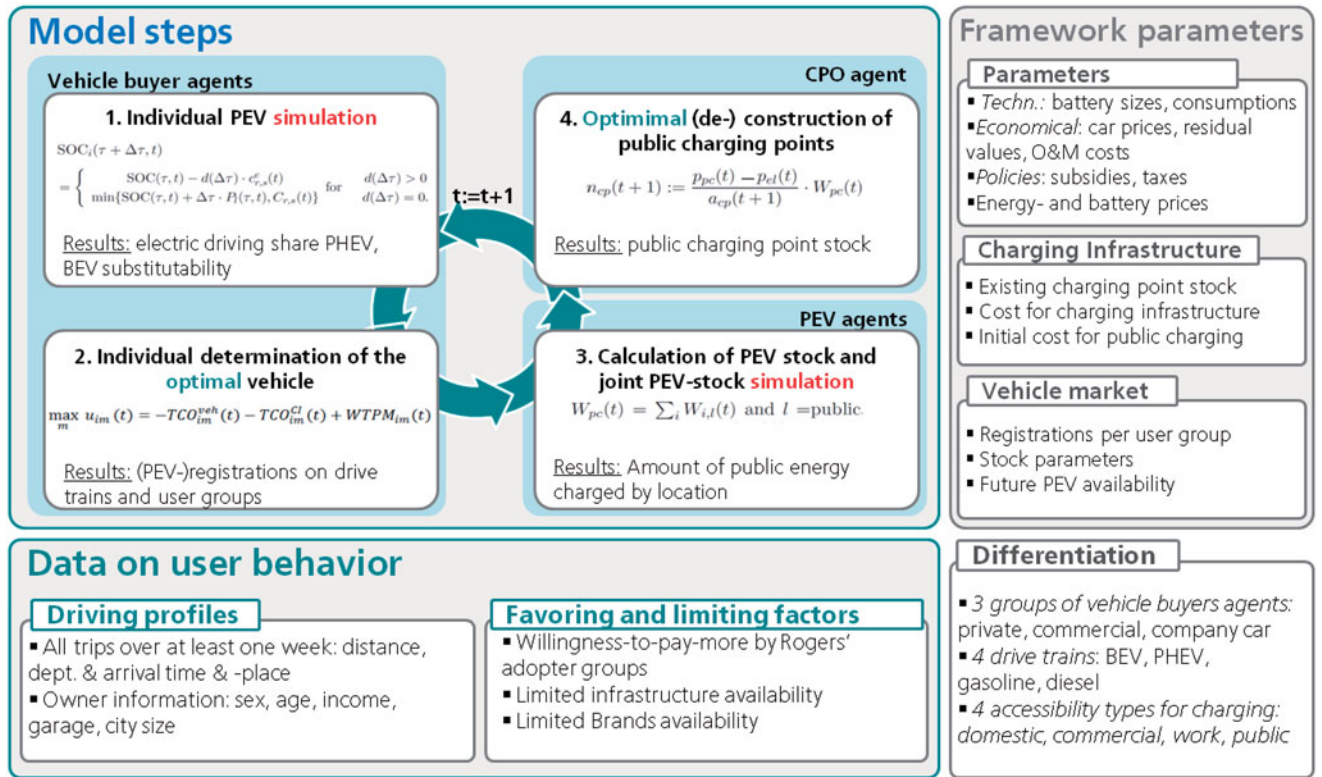 Model steps
Vehicle buyer agents
1. Individual PEV simulation
SOCᵢ(τ + Δτ, t)
= { SOC(τ, t) − d(Δτ) · cᵉᵣ,ₛ(t) for d(Δτ) > 0
min{SOC(τ, t) + Δτ · Pₗ(τ, t), Cᵣ,ₛ(t)} d(Δτ) = 0.
Results: electric driving share PHEV,
BEV substitutability
2. Individual determination of the
optimal vehicle
max_m u_im (t) = −TCO_im^veh(t) − TCO_im^CI(t) + WTPM_im(t)
Results: (PEV-)registrations on drive
trains and user groups
t:=t+1
CPO agent
4. Optimimal (de-) construction of
public charging points
n_cp(t + 1) := (p_pc(t) − p_el(t)) / a_cp(t + 1) · W_pc(t)
Results: public charging point stock
PEV agents
3. Calculation of PEV stock and
joint PEV-stock simulation
W_pc(t) = ∑_i W_i,l(t) and l =public.
Results: Amount of public energy
charged by location
Framework parameters
Parameters
▪ Techn.: battery sizes, consumptions
▪ Economical: car prices, residual
values, O&M costs
▪ Policies: subsidies, taxes
▪ Energy- and battery prices
Charging Infrastructure
▪ Existing charging point stock
▪ Cost for charging infrastructure
▪ Initial cost for public charging
Vehicle market
▪ Registrations per user group
▪ Stock parameters
▪ Future PEV availability
Data on user behavior
Driving profiles
▪ All trips over at least one week: distance,
dept. & arrival time & -place
▪ Owner information: sex, age, income,
garage, city size
Favoring and limiting factors
▪ Willingness-to-pay-more by Rogers‘
adopter groups
▪ Limited infrastructure availability
▪ Limited Brands availability
Differentiation
▪ 3 groups of vehicle buyers agents:
private, commercial, company car
▪ 4 drive trains: BEV, PHEV,
gasoline, diesel
▪ 4 accessibility types for charging:
domestic, commercial, work, public